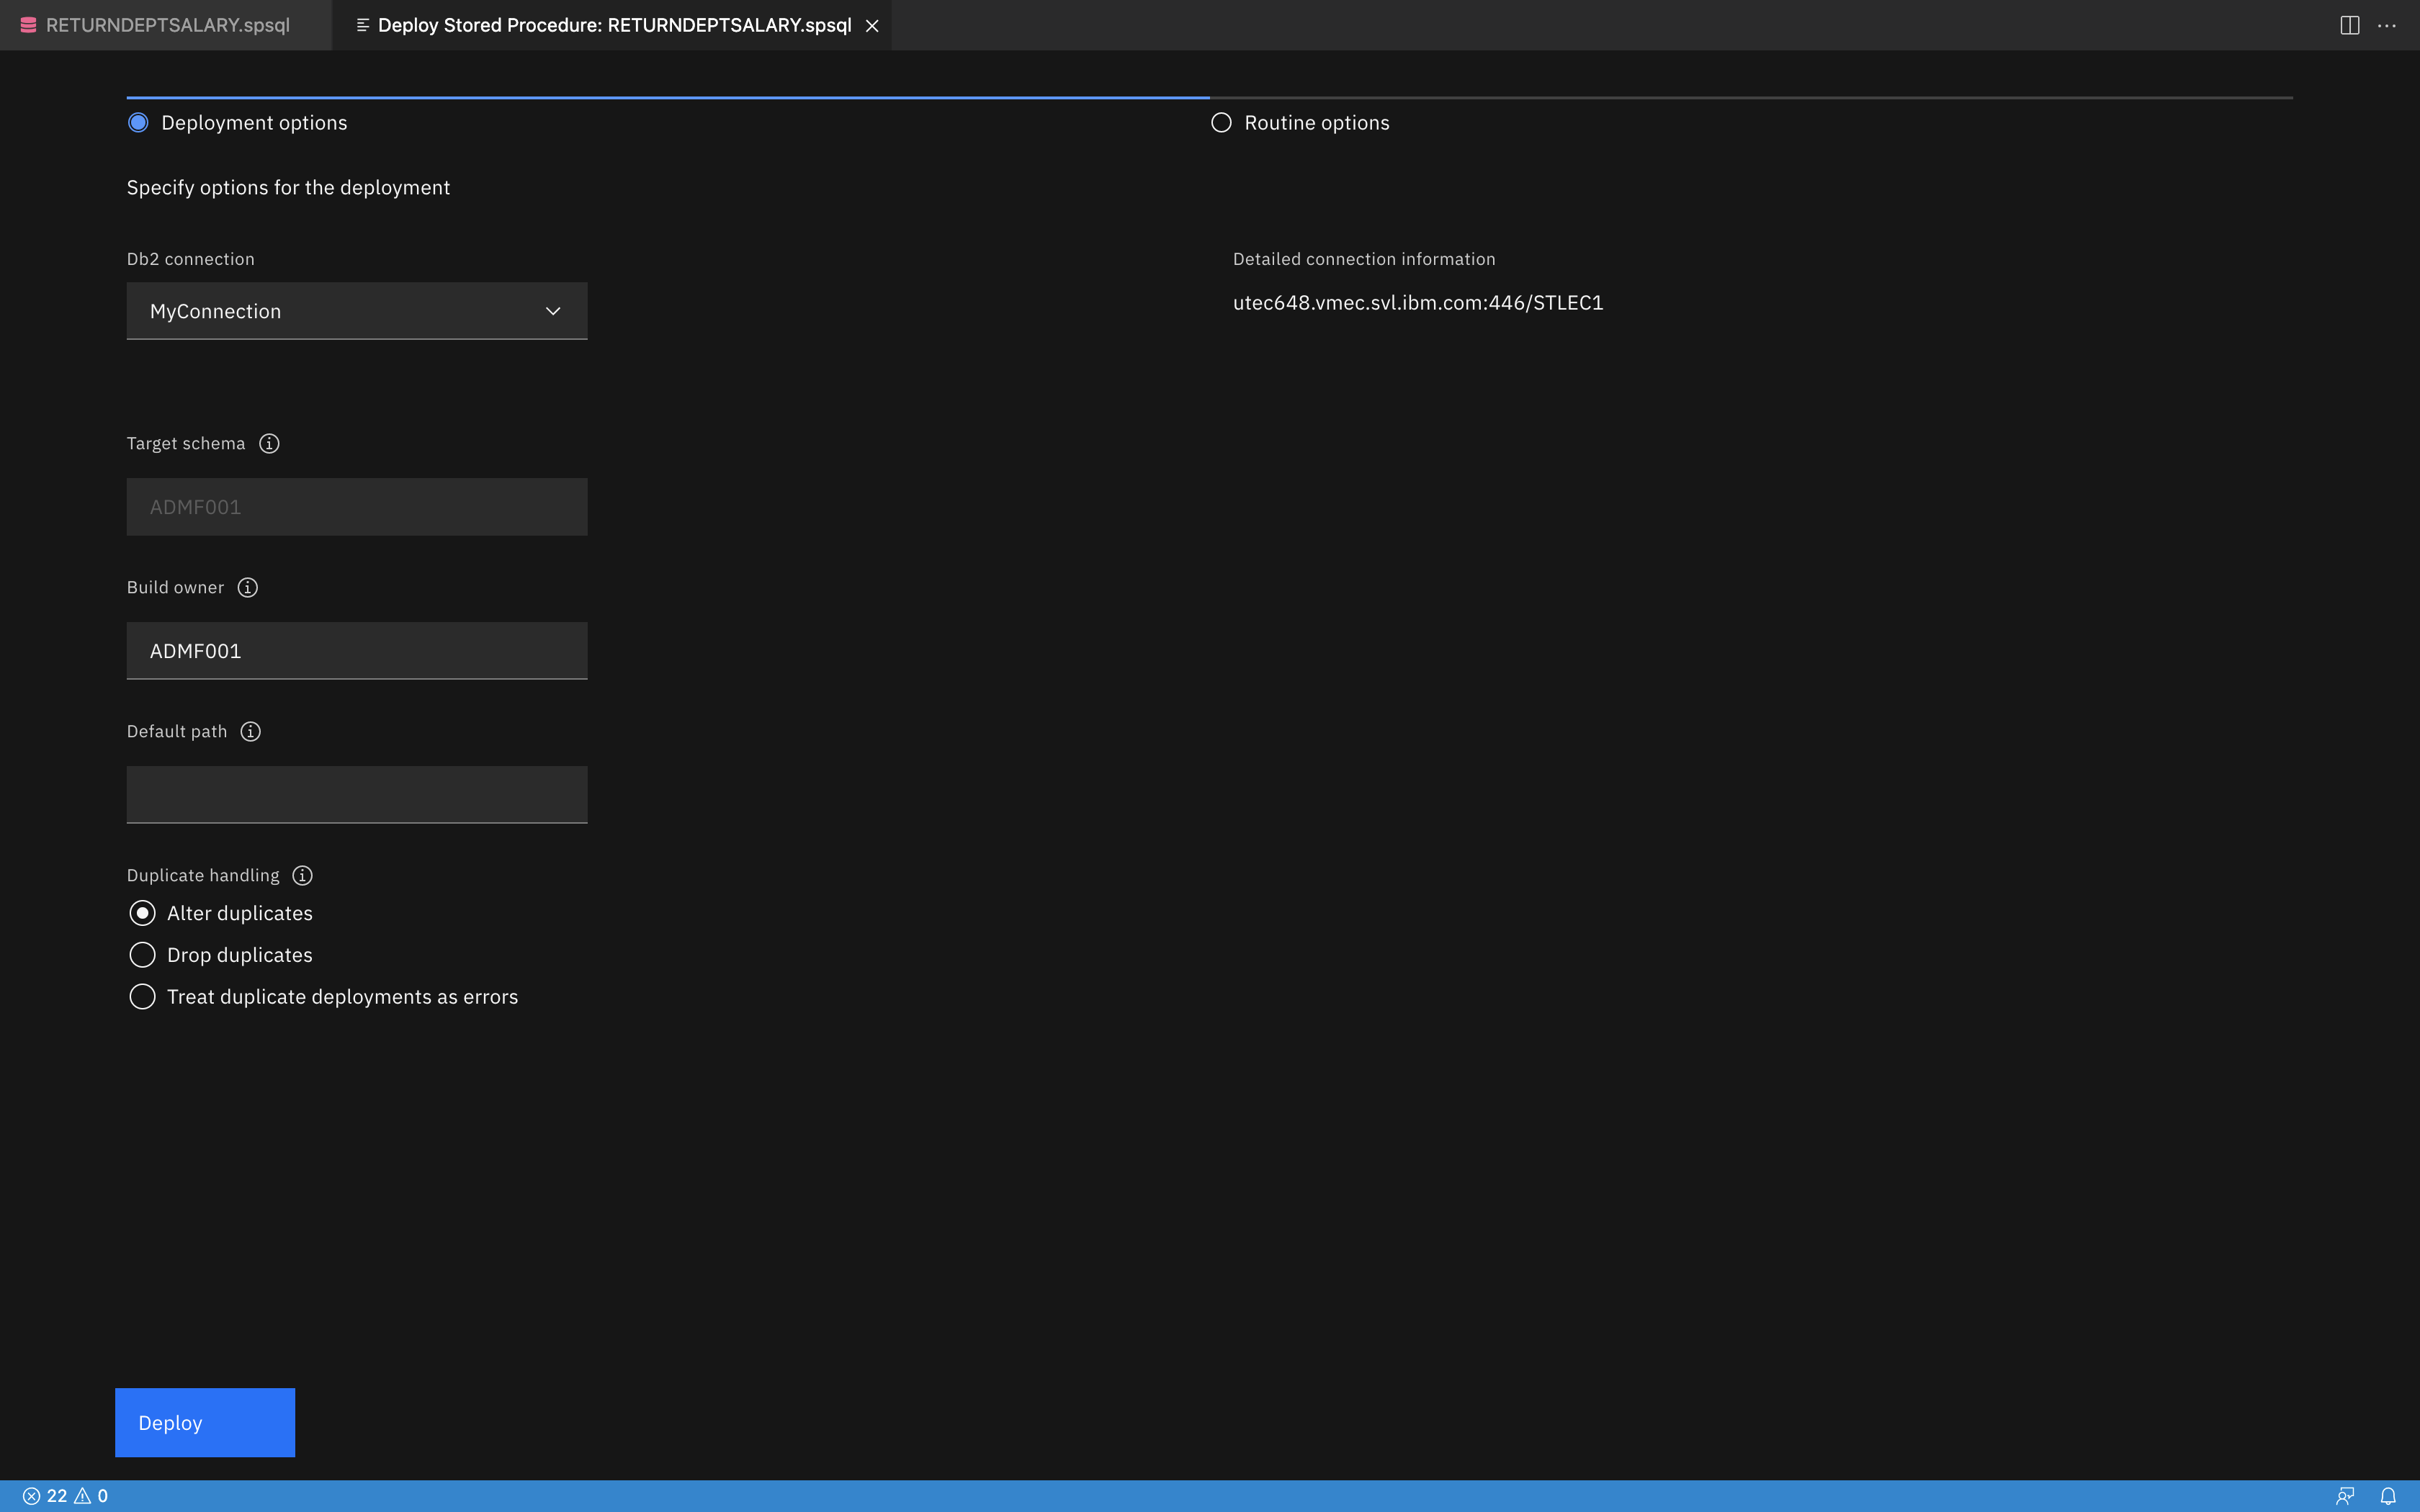 RETURNDEPTSALARY.spsql
Deploy Stored Procedure: RETURNDEPTSALARY.spsql
Deployment options
Routine options
Specify options for the deployment
Db2 connection
Detailed connection information
MyConnection
utec648.vmec.svl.ibm.com:446/STLEC1
Target schema
ADMF001
Build owner
ADMF001
Default path
Duplicate handling
Alter duplicates
Drop duplicates
Treat duplicate deployments as errors
Deploy
22 0